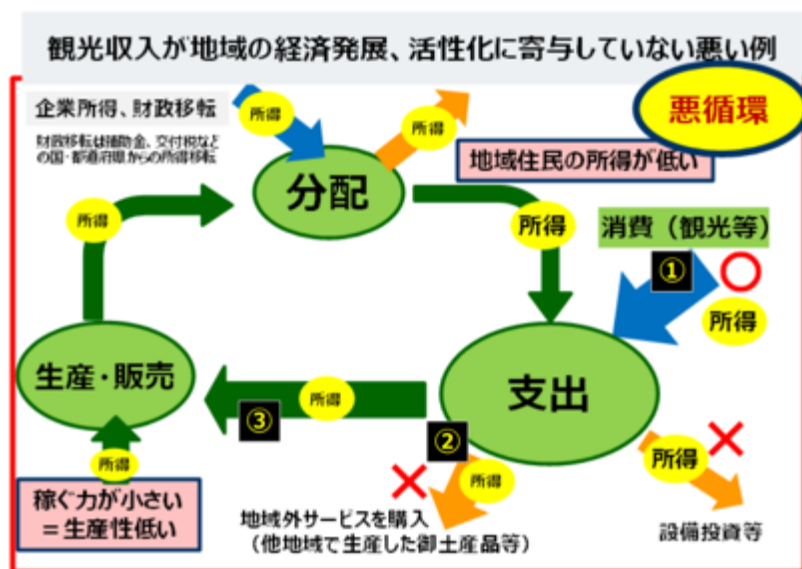 観光収入が地域の経済発展、活性化に寄与していない悪い例
悪循環
企業所得、財政移転
財政移転は補助金、交付税など
の国・都道府県からの所得移転
所得
所得
地域住民の所得が低い
分配
所得
所得
消費（観光等）
①
所得
生産・販売
所得
支出
③
②
所得
所得
所得
稼ぐ力が小さい
＝生産性低い
地域外サービスを購入
（他地域で生産した御土産品等）
設備投資等